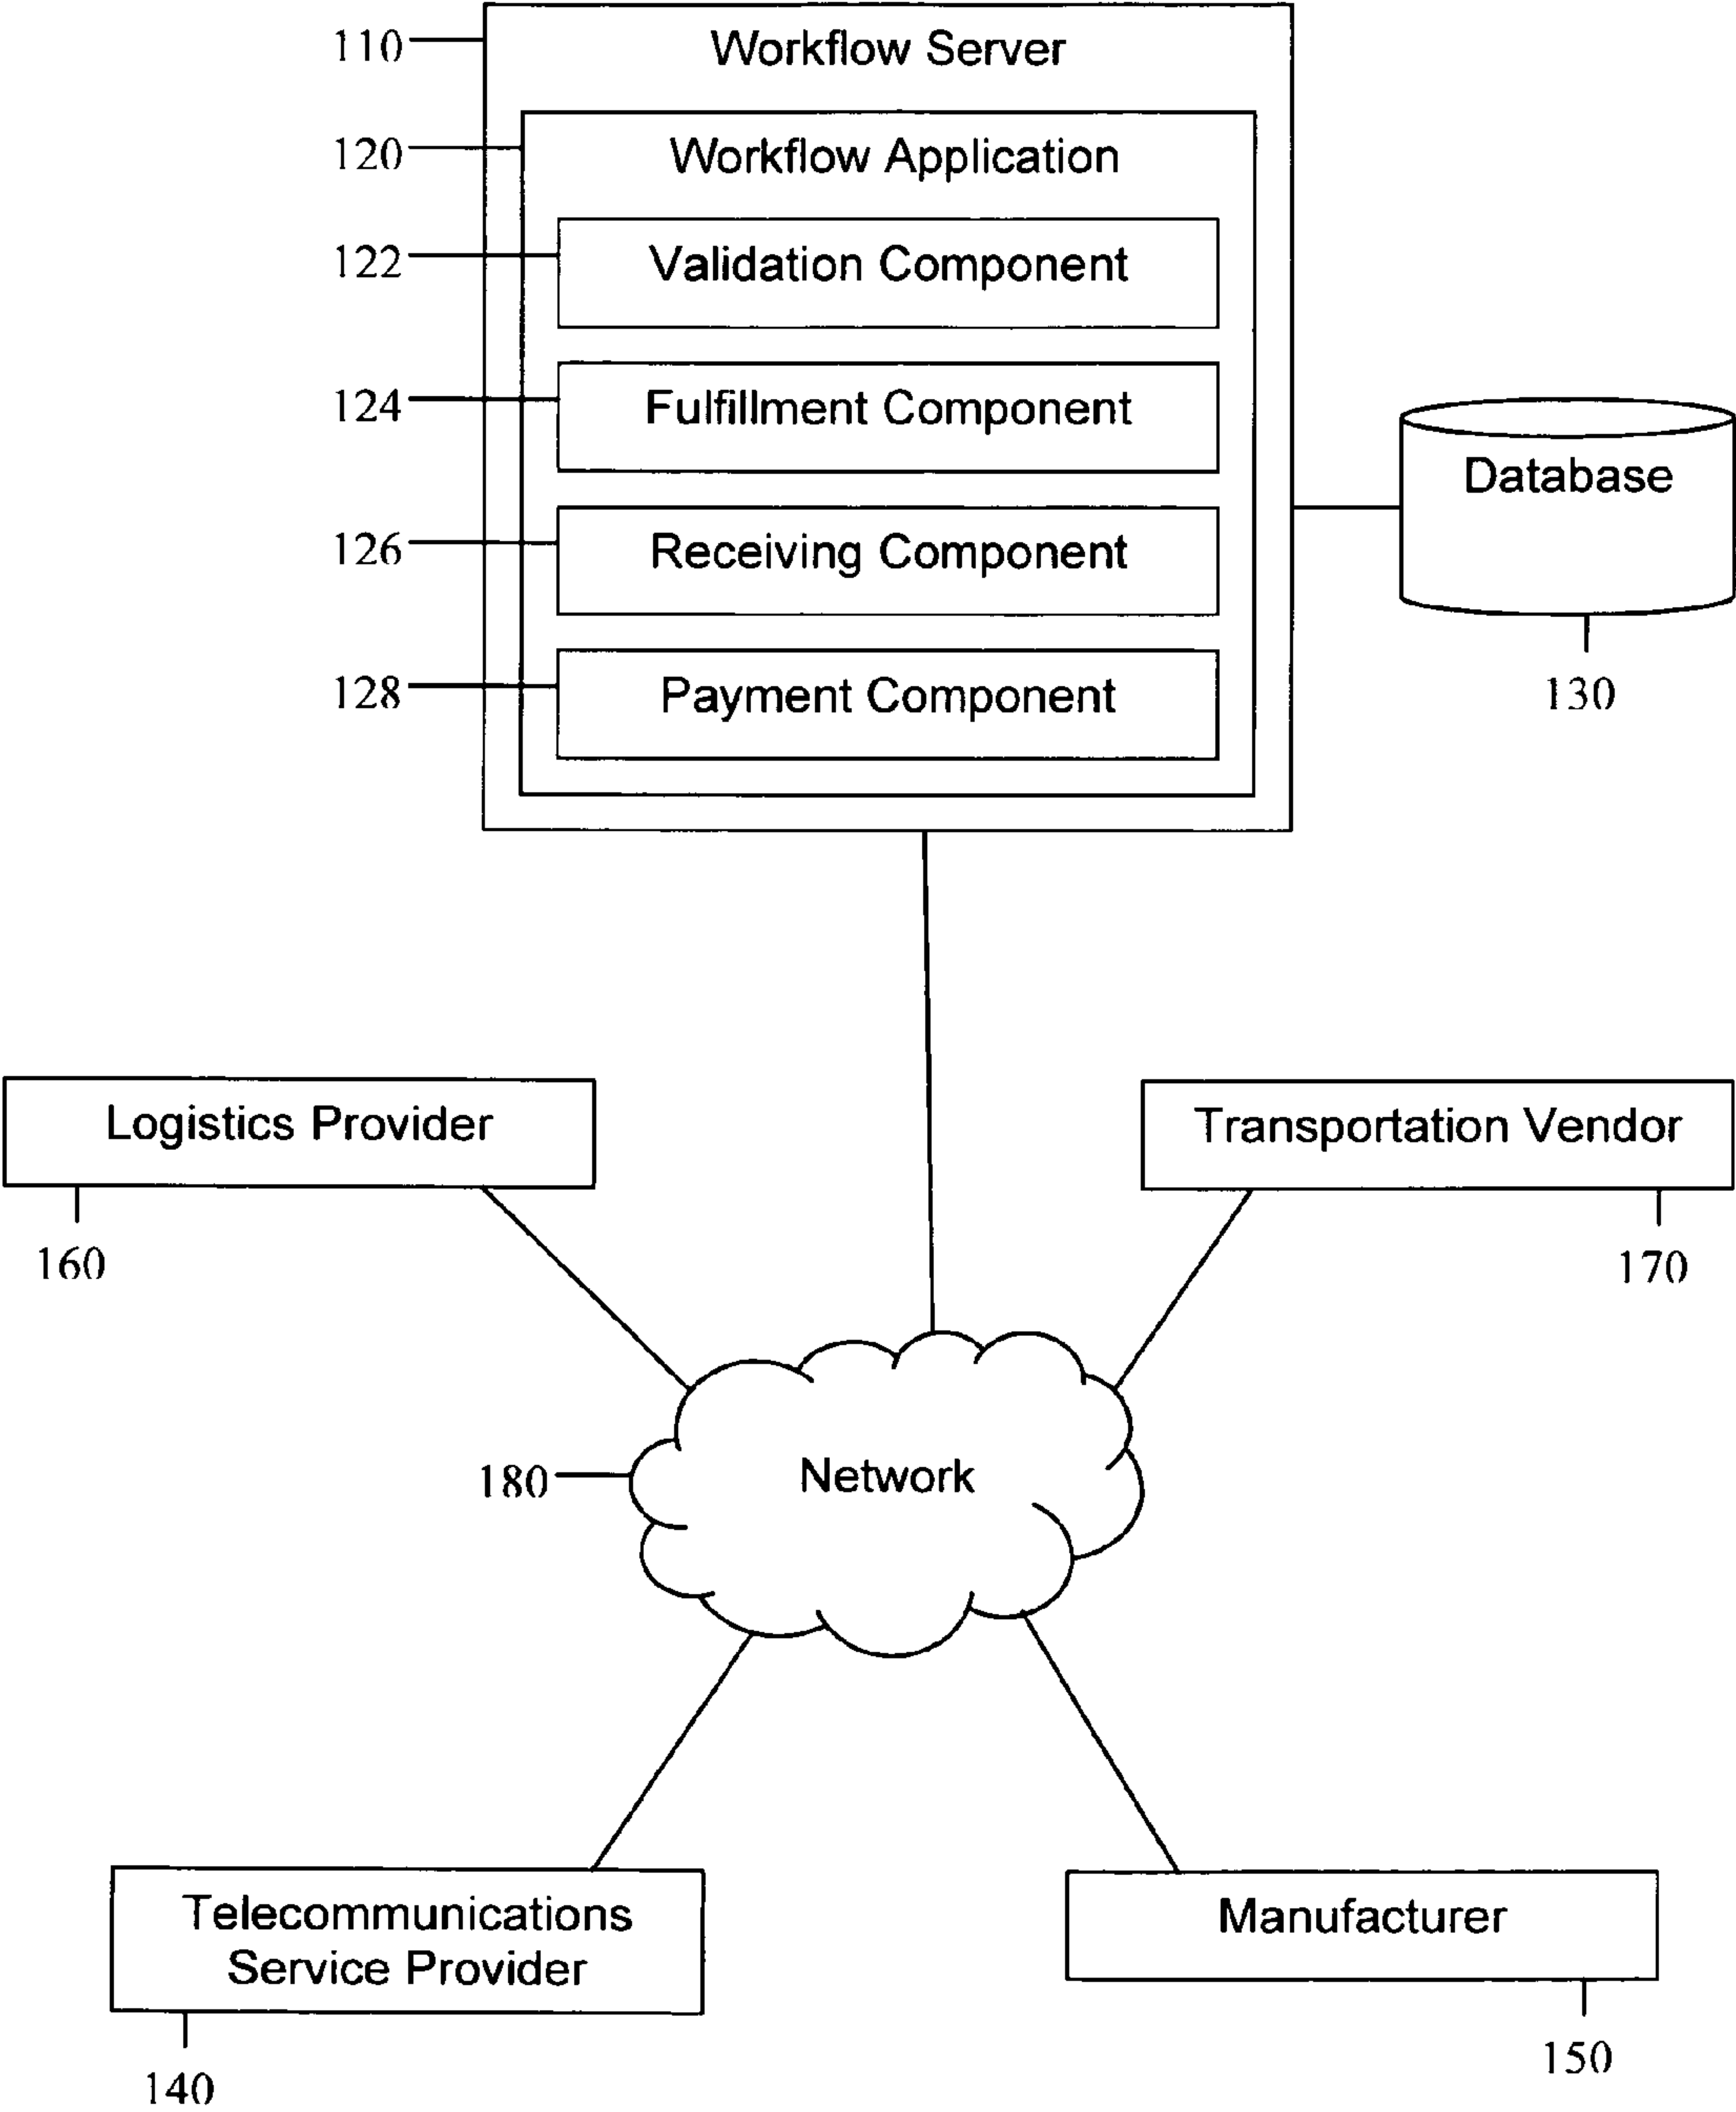 110
Workflow Server
120
Workflow Application
122
Validation Component
124
Fulfillment Component
Database
126
Receiving Component
128
Payment Component
130
Logistics Provider
Transportation Vendor
160
170
180
Network
Telecommunications
Service Provider
Manufacturer
140
150